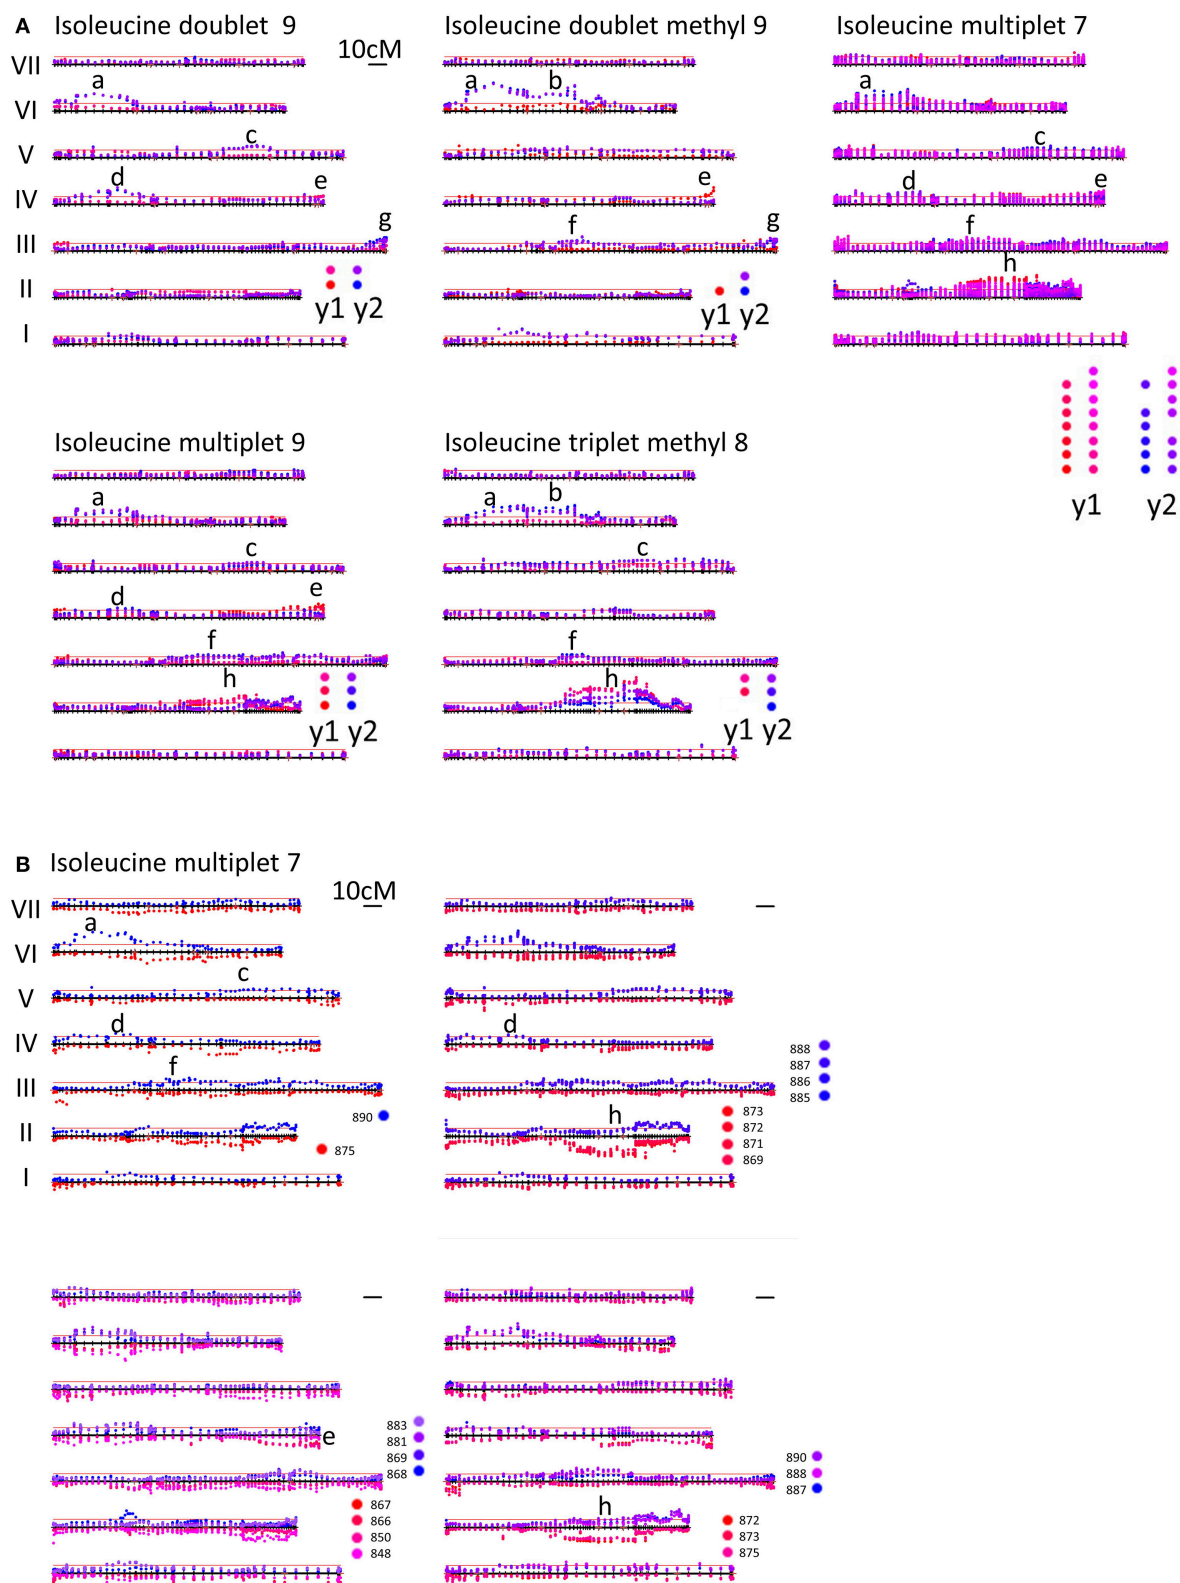 A Isoleucine doublet 9 Isoleucine doublet methyl 9 Isoleucine multiplet 7
10cM
VII
a a b a
VI
c c
V
d e e d e
IV
g f g f
III
h
II
y1 y2 y1 y2
I
y1 y2
Isoleucine multiplet 9 Isoleucine triplet methyl 8
a a b
c c
d e
f f
h h
y1 y2 y1 y2
B Isoleucine multiplet 7
10cM
VII
a
VI
c
V
d d
IV
888
887
f
III
886
885
890 h 873
II
872
875 871
869
I
883
e 881
869 890
868 888
887
867 h 872
866 873
850 875
848